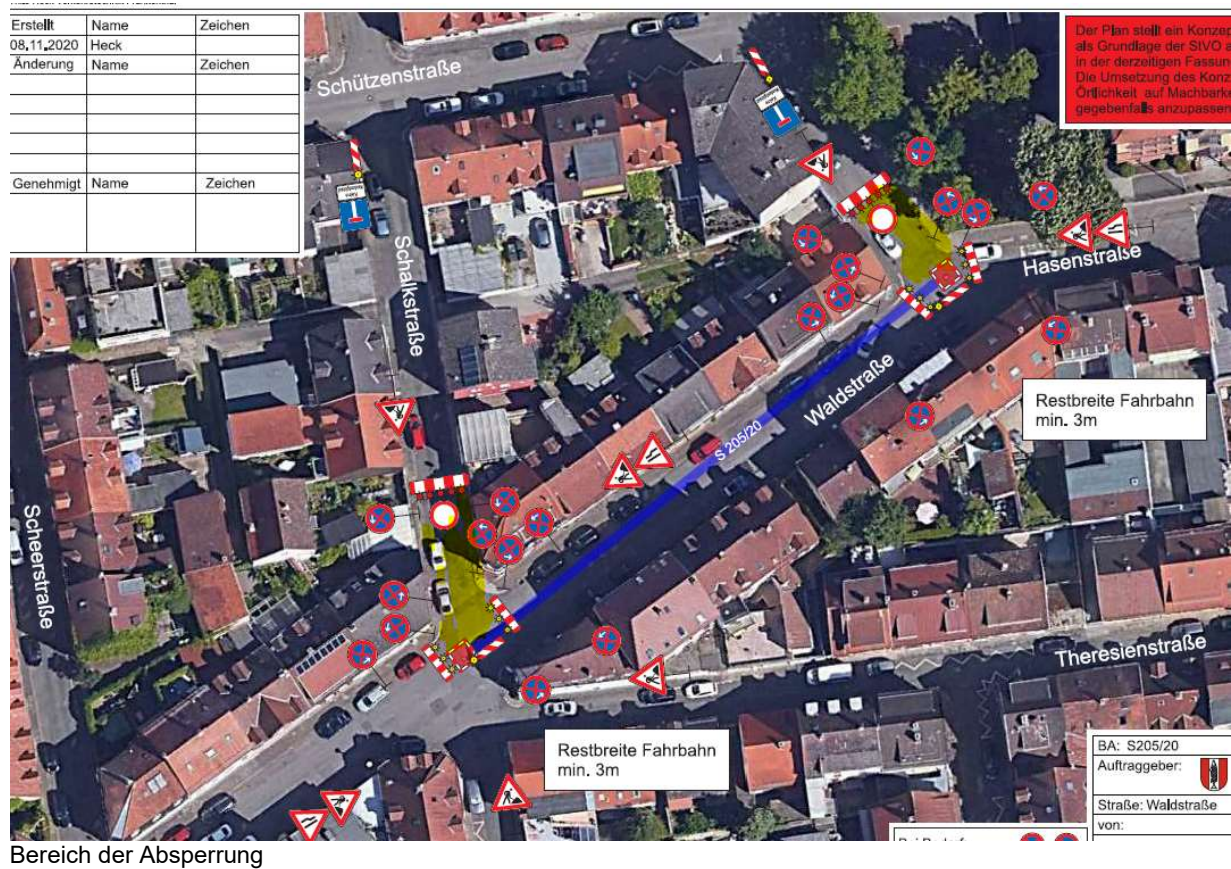 Erstellt Name Zeichen
08.11.2020 Heck
Änderung Name Zeichen
Genehmigt Name Zeichen
Der Plan stellt ein Konzep
als Grundlage der StVO a
in der derzeitigen Fassun
Die Umsetzung des Konz
Örtlichkeit auf Machbarke
gegebenfalls anzupassen
Schützenstraße
Schalkstraße
Hasenstraße
Waldstraße
S 205/20
Restbreite Fahrbahn
min. 3m
Scheerstraße
Theresienstraße
Restbreite Fahrbahn
min. 3m
BA: S205/20
Auftraggeber:
Straße: Waldstraße
von:
Bereich der Absperrung